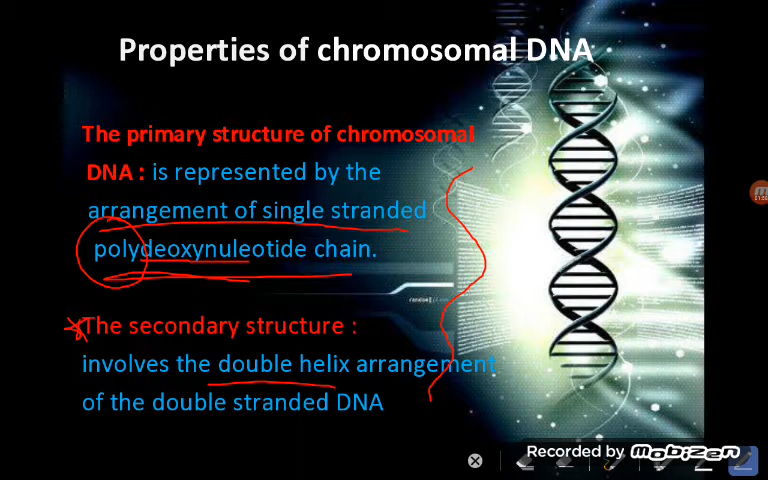 Properties of chromosomal DNA
The primary structure of chromosomal
DNA : is represented by the
arrangement of single stranded
polydeoxynuleotide chain.
The secondary structure :
involves the double helix arrangement
of the double stranded DNA
Recorded by mobizen